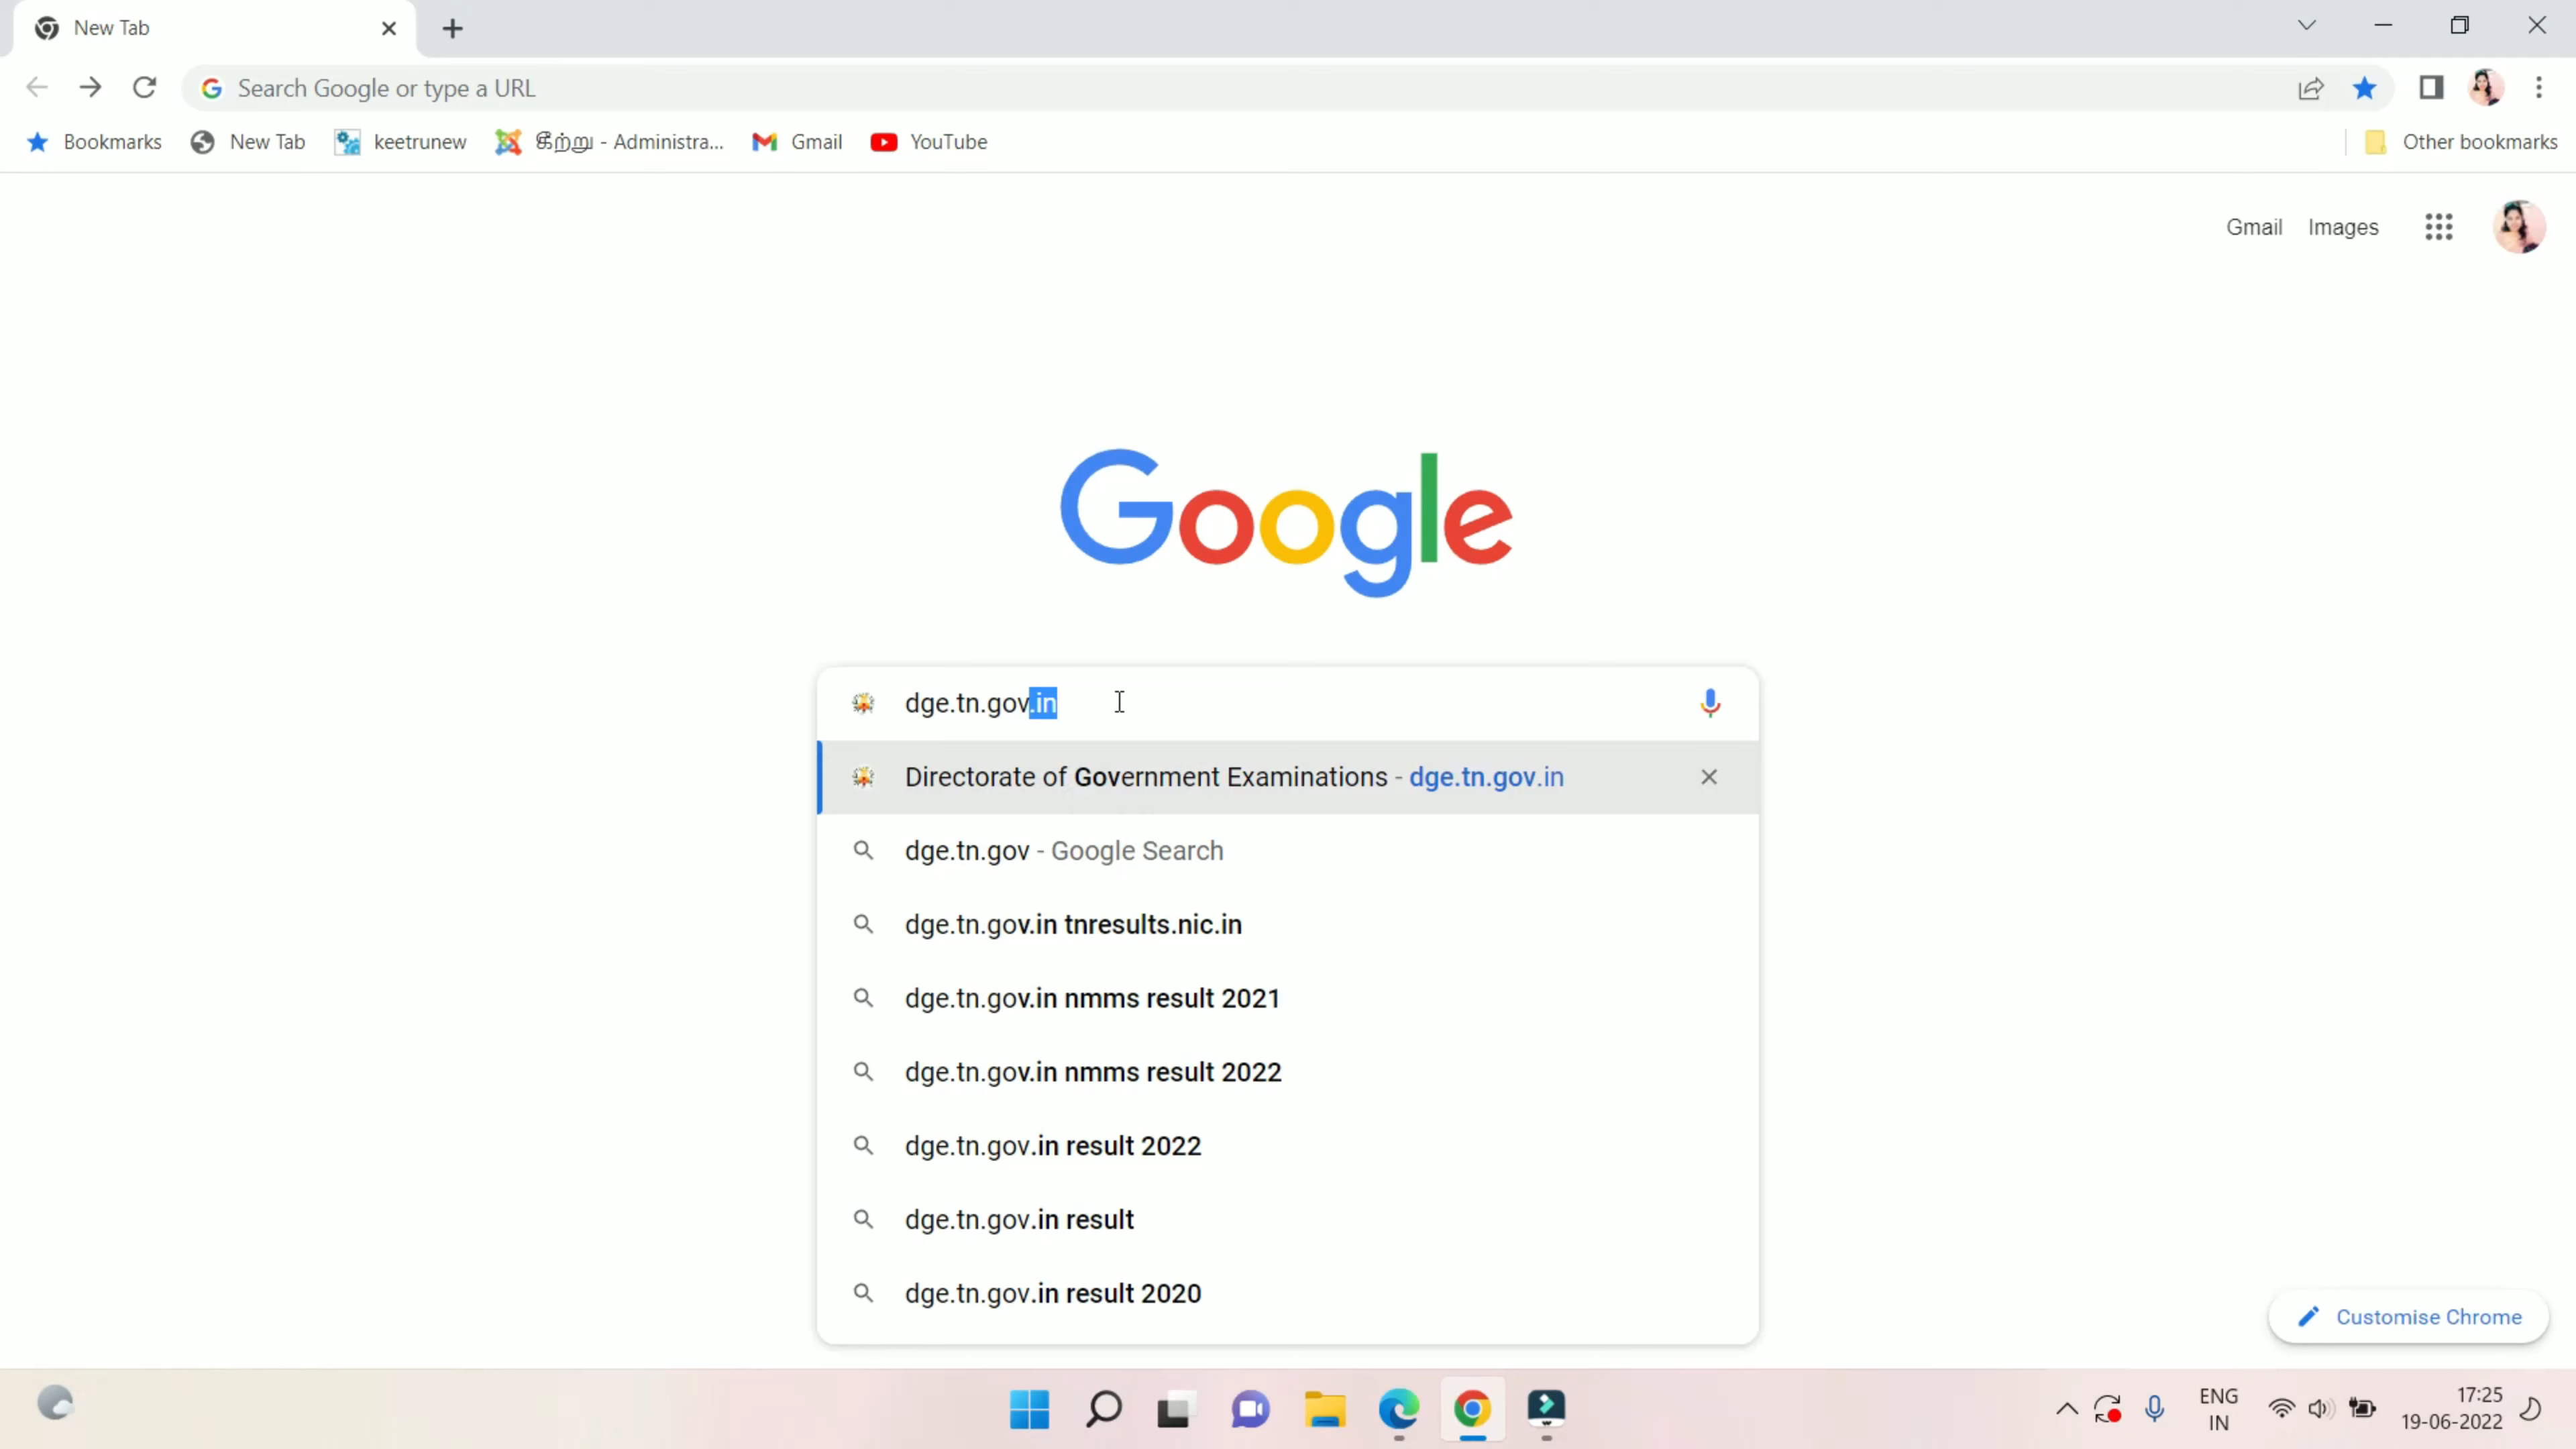 New Tab
Search Google or type a URL
Bookmarks New Tab keetrunew கீற்று - Administra... Gmail YouTube Other bookmarks
Gmail Images
Google
dge.tn.gov.in
Directorate of Government Examinations - dge.tn.gov.in
dge.tn.gov - Google Search
dge.tn.gov.in tnresults.nic.in
dge.tn.gov.in nmms result 2021
dge.tn.gov.in nmms result 2022
dge.tn.gov.in result 2022
dge.tn.gov.in result
dge.tn.gov.in result 2020
Customise Chrome
ENG 17:25
IN 19-06-2022